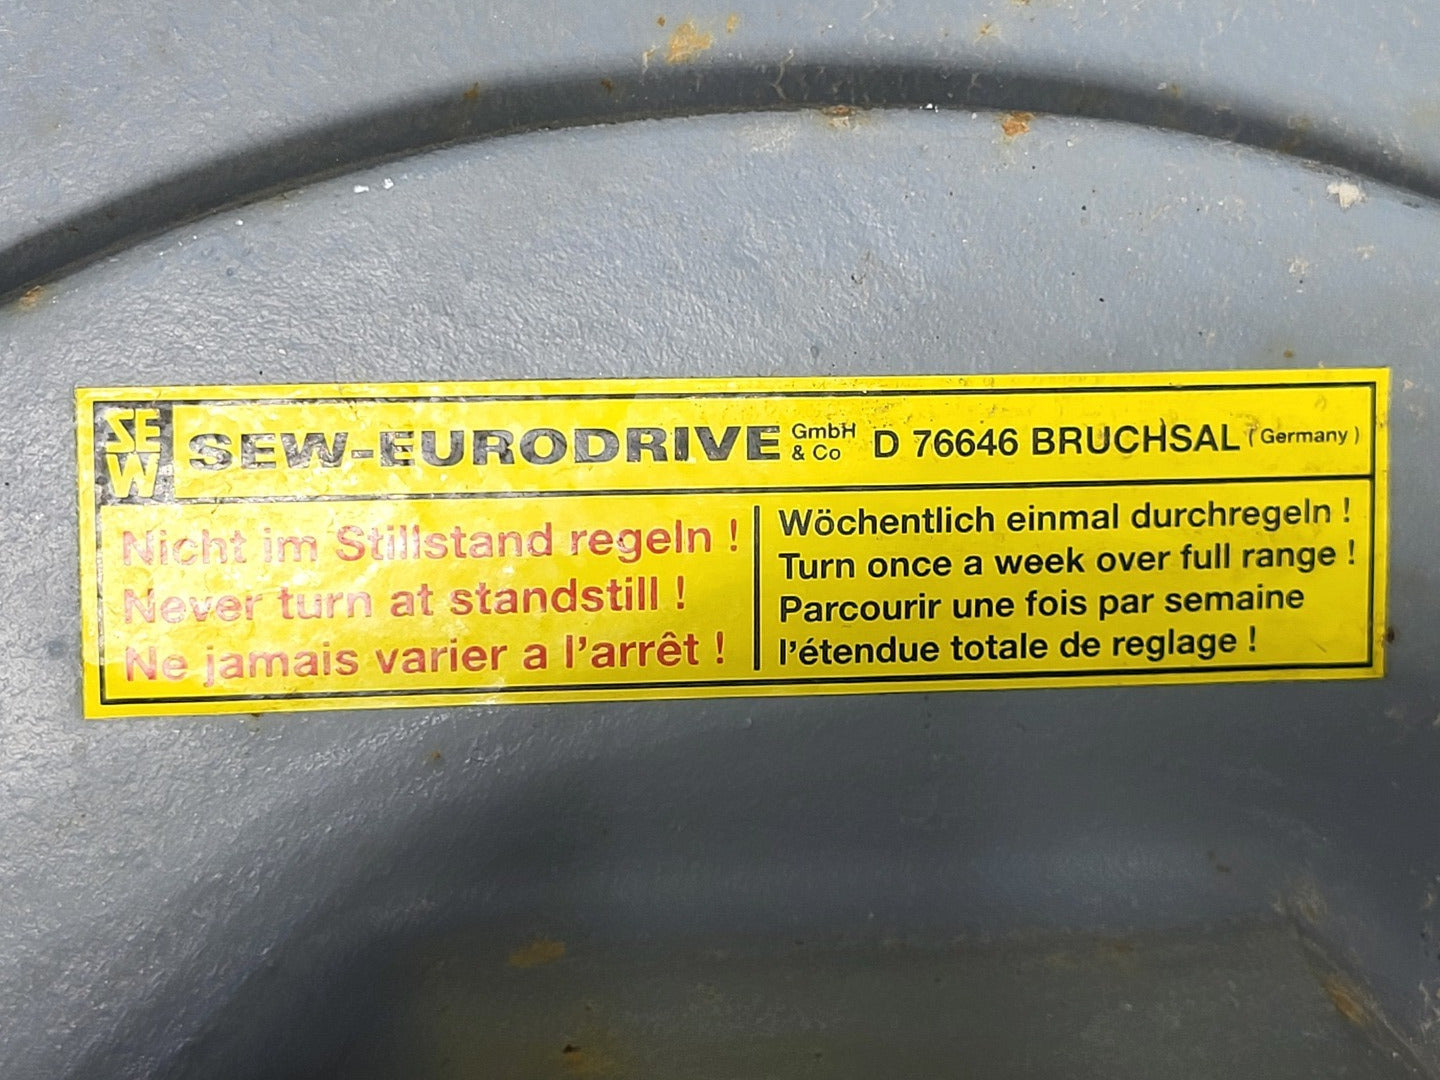 SEW
SEW-EURODRIVE GmbH & Co D 76646 BRUCHSAL (Germany)
Nicht im Stillstand regeln !
Never turn at standstill !
Ne jamais varier a l'arrêt !
Wöchentlich einmal durchregeln !
Turn once a week over full range !
Parcourir une fois par semaine
l'étendue totale de reglage !